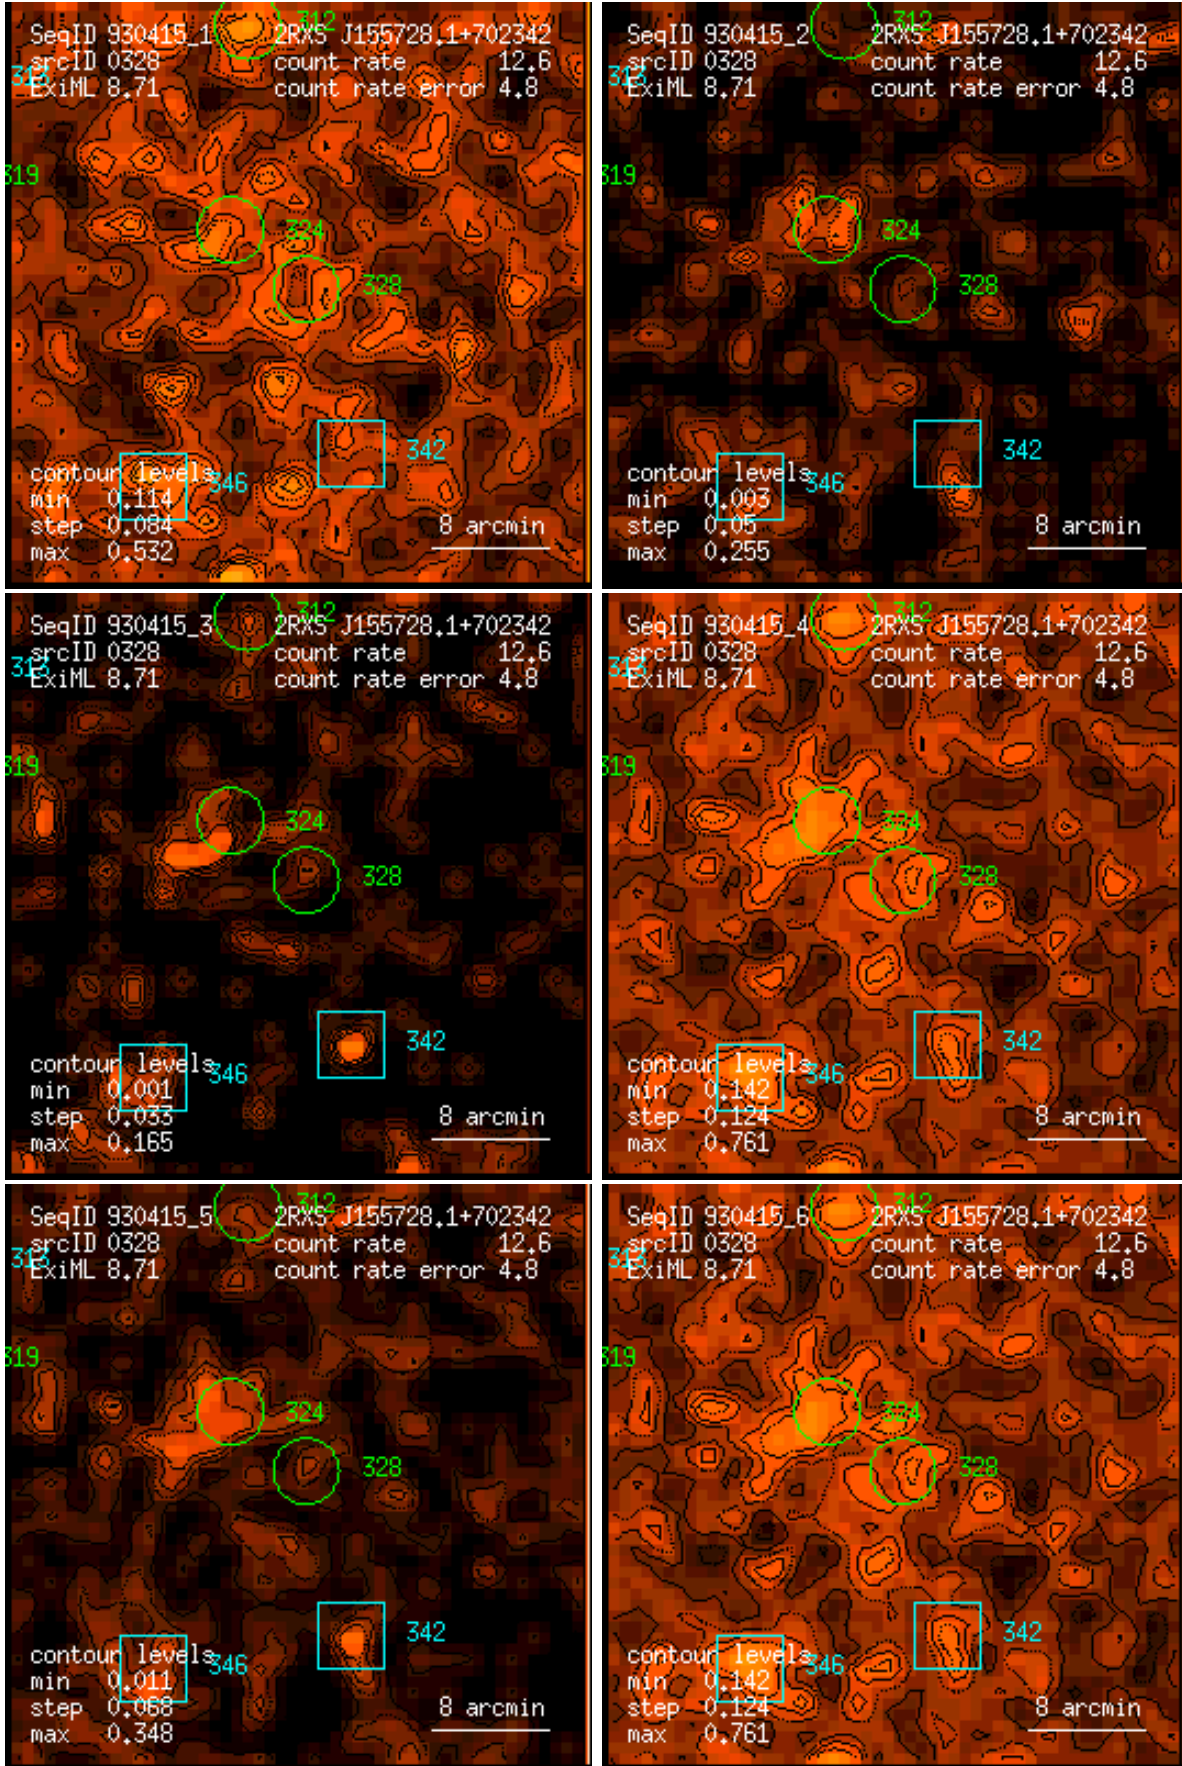 312
SeqID 930415_1 2RXS J155728.1+702342
srcID 0328 count rate 12.6
313
ExiML 8.71 count rate error 4.8
319
324
328
342
contour levels 346
min 0.114
step 0.084 8 arcmin
max 0.532
312
SeqID 930415_2 2RXS J155728.1+702342
srcID 0328 count rate 12.6
313
ExiML 8.71 count rate error 4.8
319
324
328
342
contour levels 346
min 0.003
step 0.05 8 arcmin
max 0.255
312
SeqID 930415_3 2RXS J155728.1+702342
srcID 0328 count rate 12.6
313
ExiML 8.71 count rate error 4.8
319
324
328
342
contour levels 346
min 0.001
step 0.033 8 arcmin
max 0.165
312
SeqID 930415_4 2RXS J155728.1+702342
srcID 0328 count rate 12.6
313
ExiML 8.71 count rate error 4.8
319
324
328
342
contour levels 346
min 0.142
step 0.124 8 arcmin
max 0.761
312
SeqID 930415_5 2RXS J155728.1+702342
srcID 0328 count rate 12.6
313
ExiML 8.71 count rate error 4.8
319
324
328
342
contour levels 346
min 0.011
step 0.068 8 arcmin
max 0.348
312
SeqID 930415_6 2RXS J155728.1+702342
srcID 0328 count rate 12.6
313
ExiML 8.71 count rate error 4.8
319
324
328
342
contour levels 346
min 0.142
step 0.124 8 arcmin
max 0.761